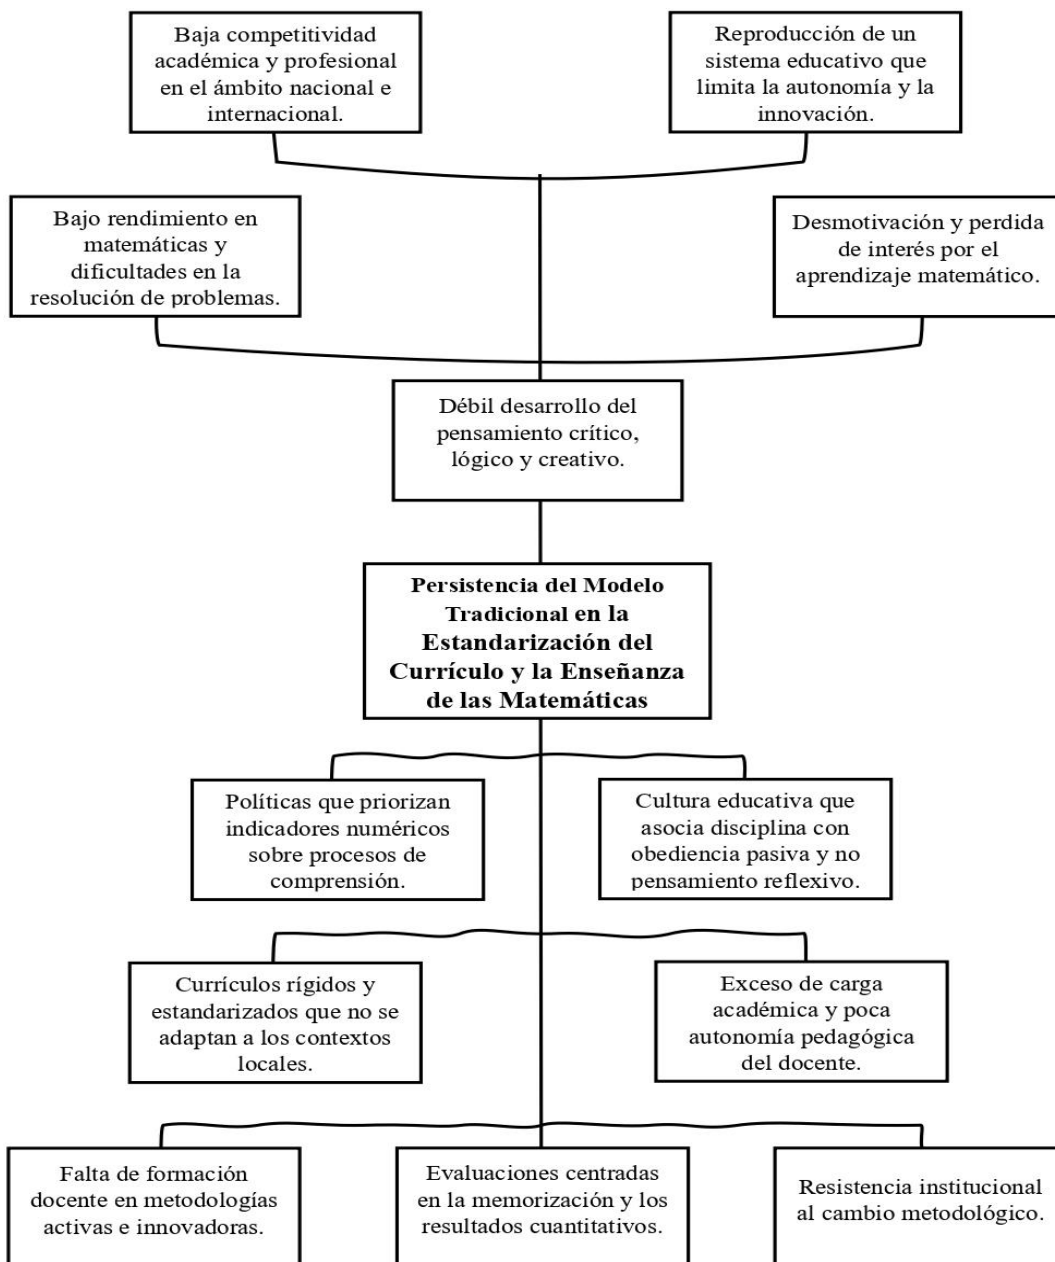 Baja competitividad
académica y profesional
en el ámbito nacional e
internacional.
Reproducción de un
sistema educativo que
limita la autonomía y la
innovación.
Bajo rendimiento en
matemáticas y
dificultades en la
resolución de problemas.
Desmotivación y perdida
de interés por el
aprendizaje matemático.
Débil desarrollo del
pensamiento crítico,
lógico y creativo.
Persistencia del Modelo
Tradicional en la
Estandarización del
Currículo y la Enseñanza
de las Matemáticas
Políticas que priorizan
indicadores numéricos
sobre procesos de
comprensión.
Cultura educativa que
asocia disciplina con
obediencia pasiva y no
pensamiento reflexivo.
Currículos rígidos y
estandarizados que no se
adaptan a los contextos
locales.
Exceso de carga
académica y poca
autonomía pedagógica
del docente.
Falta de formación
docente en metodologías
activas e innovadoras.
Evaluaciones centradas
en la memorización y los
resultados cuantitativos.
Resistencia institucional
al cambio metodológico.